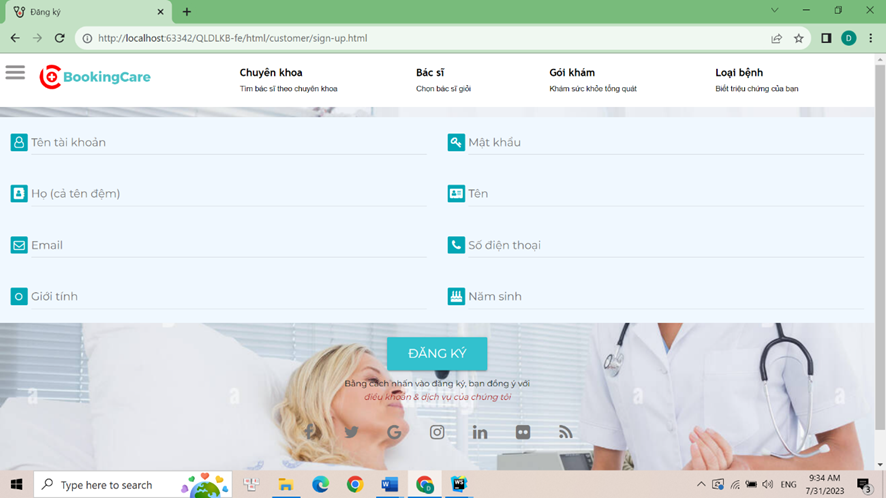 Đăng ký
http://localhost:63342/QLDLKB-fe/html/customer/sign-up.html
D
BookingCare
Chuyên khoa
Tìm bác sĩ theo chuyên khoa
Bác sĩ
Chọn bác sĩ giỏi
Gói khám
Khám sức khỏe tổng quát
Loại bệnh
Biết triệu chứng của bạn
Tên tài khoản
Mật khẩu
Họ (cả tên đệm)
Tên
Email
Số điện thoại
Giới tính
Năm sinh
ĐĂNG KÝ
Bằng cách nhấn vào đăng ký, bạn đồng ý với
điều khoản & dịch vụ của chúng tôi
a a a a
Type here to search
ENG
9:34 AM
7/31/2023
3